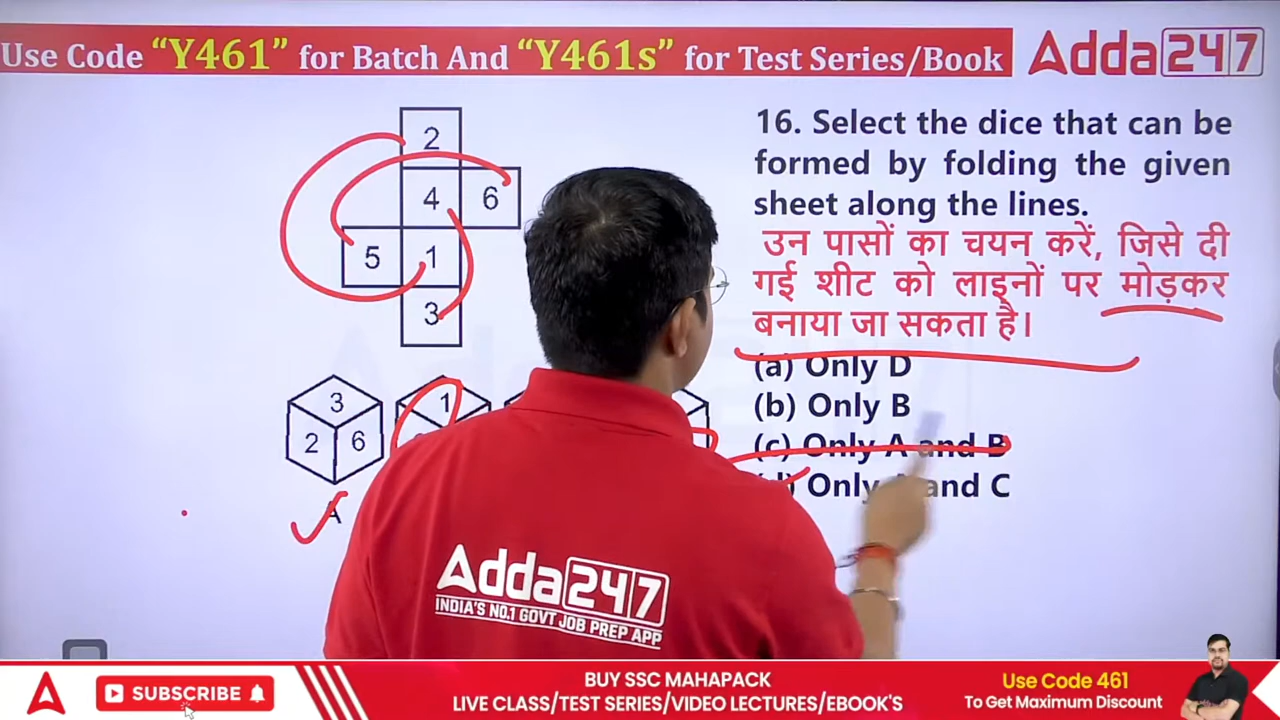 Use Code “Y461” for Batch And “Y461s” for Test Series/Book
Adda247
2
4 6
5 1
3
16. Select the dice that can be
formed by folding the given
sheet along the lines.
उन पासों का चयन करें, जिसे दी
गई शीट को लाइनों पर मोड़कर
बनाया जा सकता है।
(a) Only D
(b) Only B
(c) Only A and B
(d) Only and C
3
2 6
1
A
Adda247
INDIA'S NO.1 GOVT JOB PREP APP
SUBSCRIBE
BUY SSC MAHAPACK
LIVE CLASS/TEST SERIES/VIDEO LECTURES/EBOOK'S
Use Code 461
To Get Maximum Discount